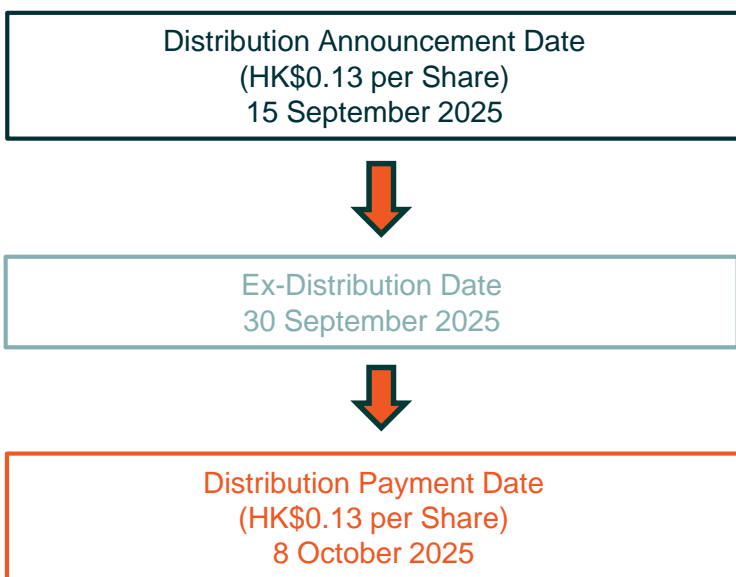 Distribution Announcement Date
(HK$0.13 per Share)
15 September 2025
Ex-Distribution Date
30 September 2025
Distribution Payment Date
(HK$0.13 per Share)
8 October 2025